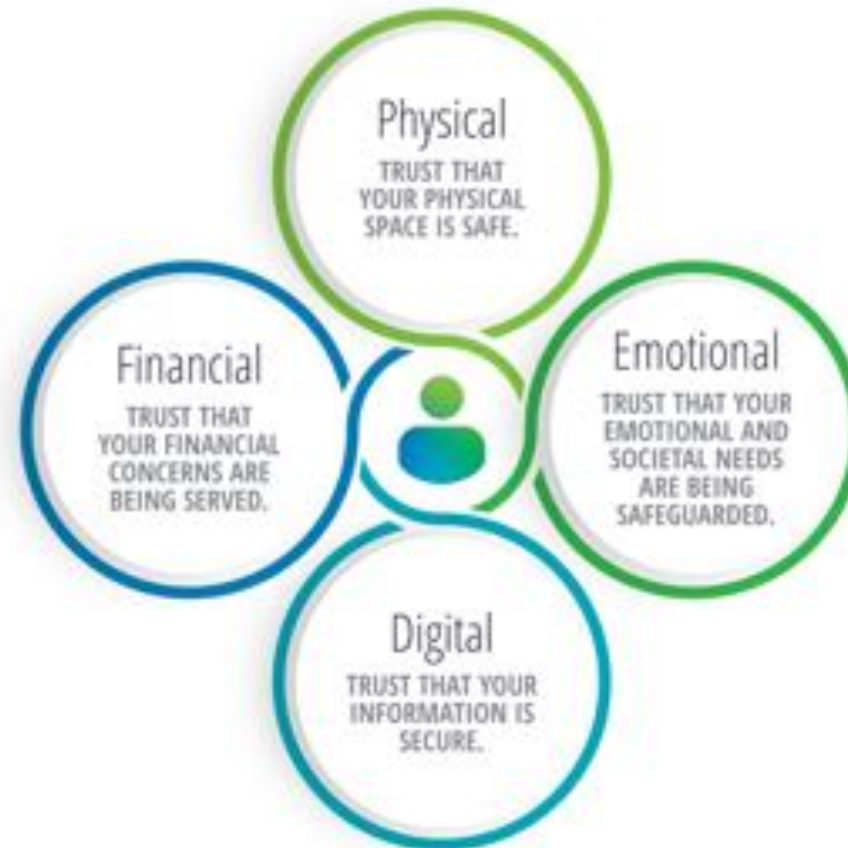 Physical
TRUST THAT
YOUR PHYSICAL
SPACE IS SAFE.
Financial
TRUST THAT
YOUR FINANCIAL
CONCERNS ARE
BEING SERVED.
Emotional
TRUST THAT YOUR
EMOTIONAL AND
SOCIETAL NEEDS
ARE BEING
SAFEGUARDED.
Digital
TRUST THAT YOUR
INFORMATION IS
SECURE.